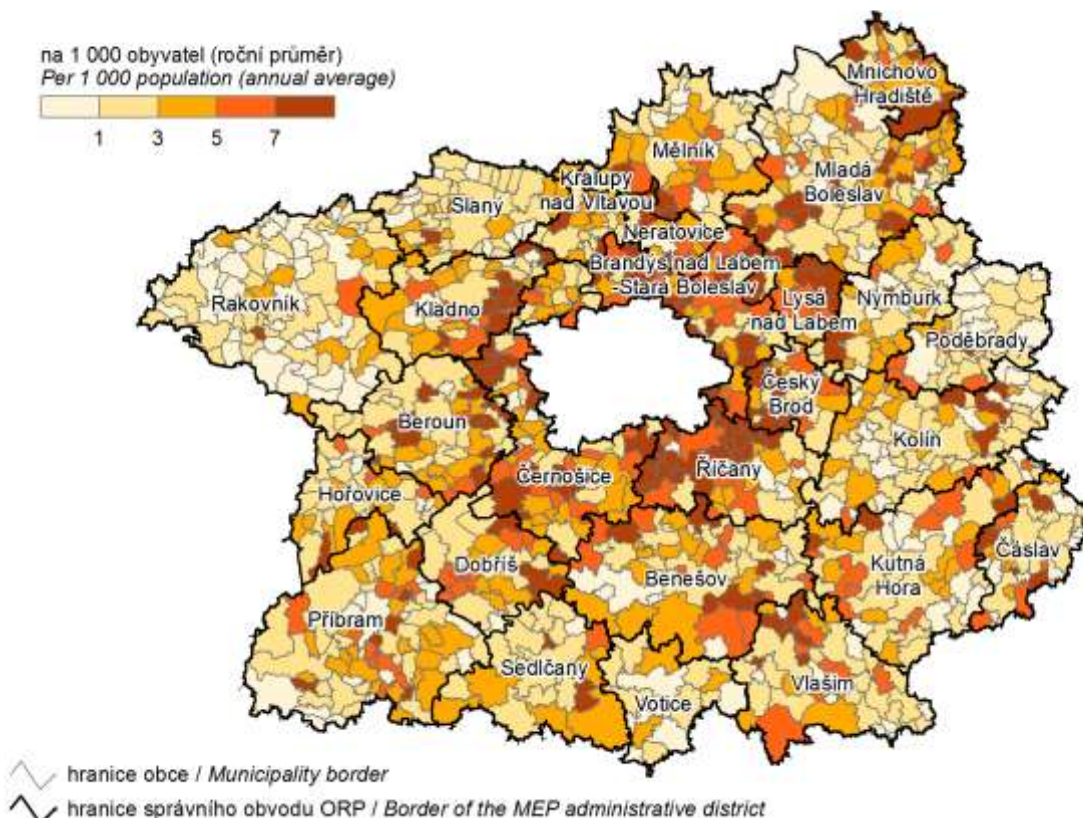 na 1 000 obyvatel (roční průměr)
Per 1 000 population (annual average)
1 3 5 7
Mnichovo
Hradiště
Mělník
Mladá
Boleslav
Kralupy
nad Vltavou
Slaný
Neratovice
Brandýs nad Labem
-Stará Boleslav
Rakovník
Kladno
Lysá
nad Labem
Nymburk
Poděbrady
Český
Brod
Beroun
Kolín
Černošice
Říčany
Hořovice
Dobříš
Benešov
Kutná
Hora
Čáslav
Příbram
Sedlčany
Votice
Vlašim
hranice obce / Municipality border
hranice správního obvodu ORP / Border of the MEP administrative district